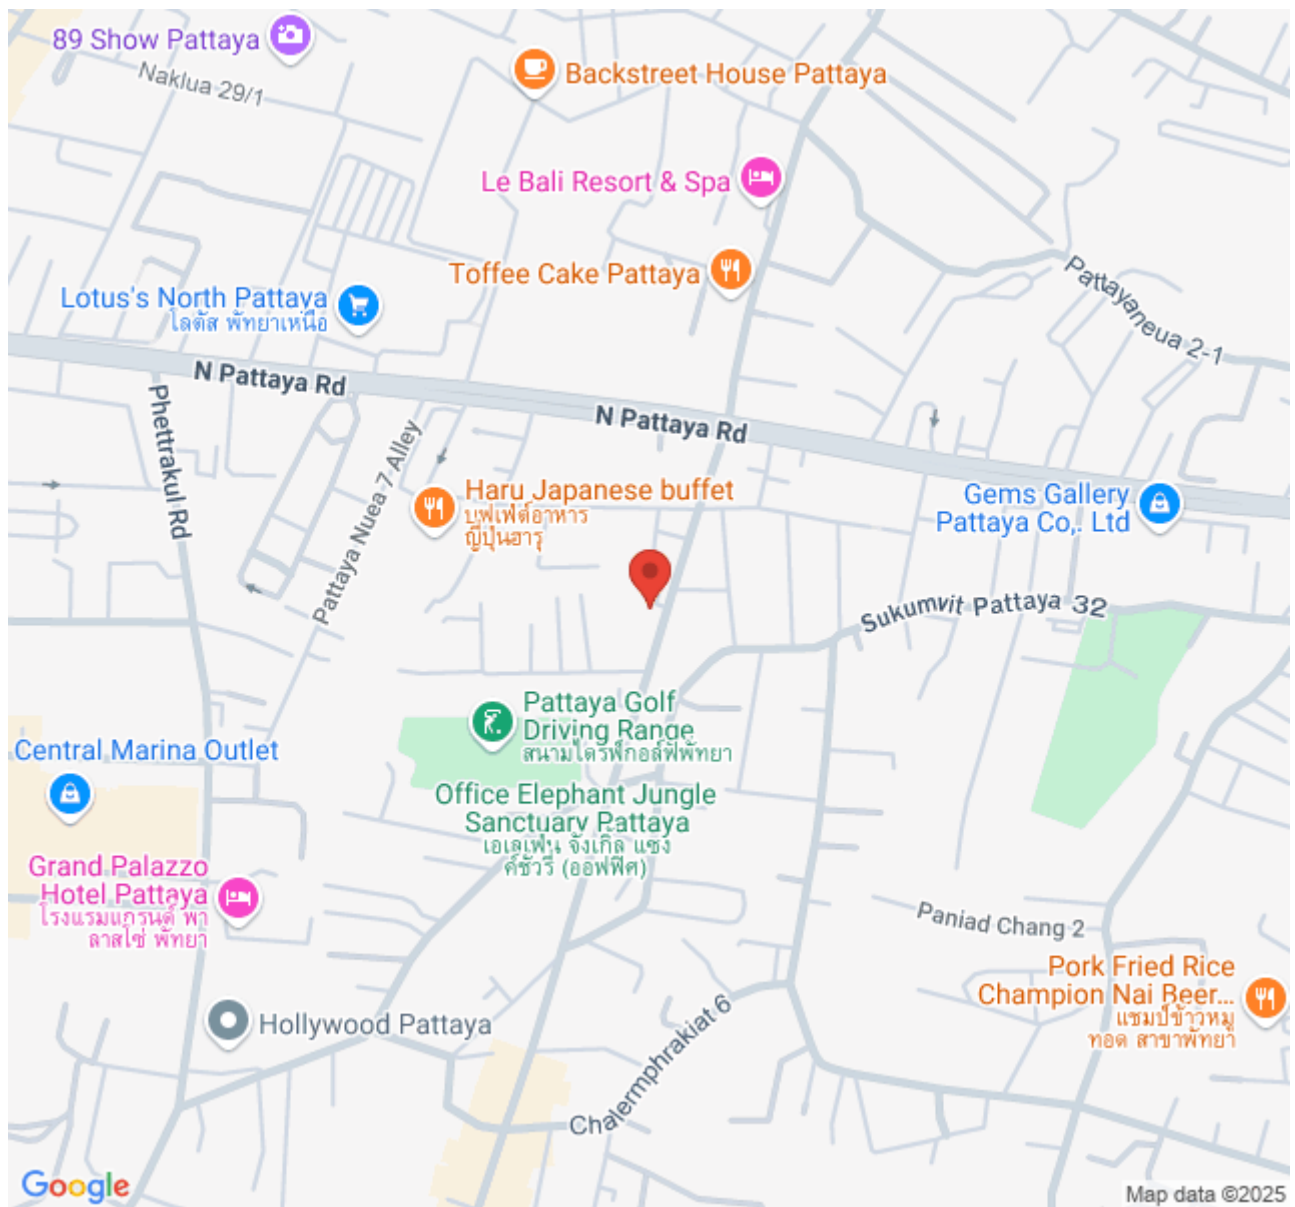 89 Show Pattaya
Naklua 29/1
Backstreet House Pattaya
Le Bali Resort & Spa
Toffee Cake Pattaya
Pattayaneua 2-1
Lotus's North Pattaya
โลตัส พัทยาเหนือ
N Pattaya Rd
N Pattaya Rd
Phettrakul Rd
Pattaya Nuea 7 Alley
Haru Japanese buffet
บุฟเฟ่ต์อาหาร
ญี่ปุ่นฮารุ
Gems Gallery
Pattaya Co,. Ltd
Sukumvit Pattaya 32
Pattaya Golf
Driving Range
สนามไดร์ฟกอล์ฟพัทยา
Central Marina Outlet
Office Elephant Jungle
Sanctuary Pattaya
เอเลเฟ่น จังเกิ้ล แซง
ค์ชัวรี่ (ออฟฟิศ)
Grand Palazzo
Hotel Pattaya
โรงแรมแกรนด์ พา
ลาสโซ่ พัทยา
Paniad Chang 2
Pork Fried Rice
Champion Nai Beer...
แชมป์ข้าวหมู
ทอด สาขาพัทยา
Hollywood Pattaya
Chalermphrakiat 6
Google
Map data ©2025